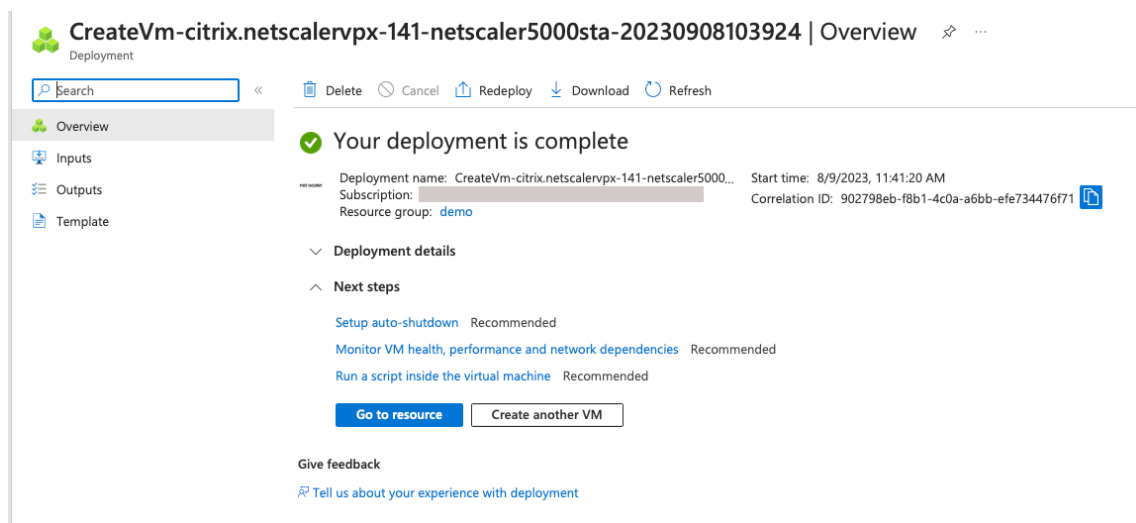 CreateVm-citrix.netscalervpx-141-netscaler5000sta-20230908103924 | Overview
Deployment
Search
Delete
Cancel
Redeploy
Download
Refresh
Overview
Inputs
Outputs
Template
Your deployment is complete
net scaler
Deployment name: CreateVm-citrix.netscalervpx-141-netscaler5000...
Subscription:
Resource group: demo
Start time: 8/9/2023, 11:41:20 AM
Correlation ID: 902798eb-f8b1-4c0a-a6bb-efe734476f71
Deployment details
Next steps
Setup auto-shutdown Recommended
Monitor VM health, performance and network dependencies Recommended
Run a script inside the virtual machine Recommended
Go to resource
Create another VM
Give feedback
Tell us about your experience with deployment